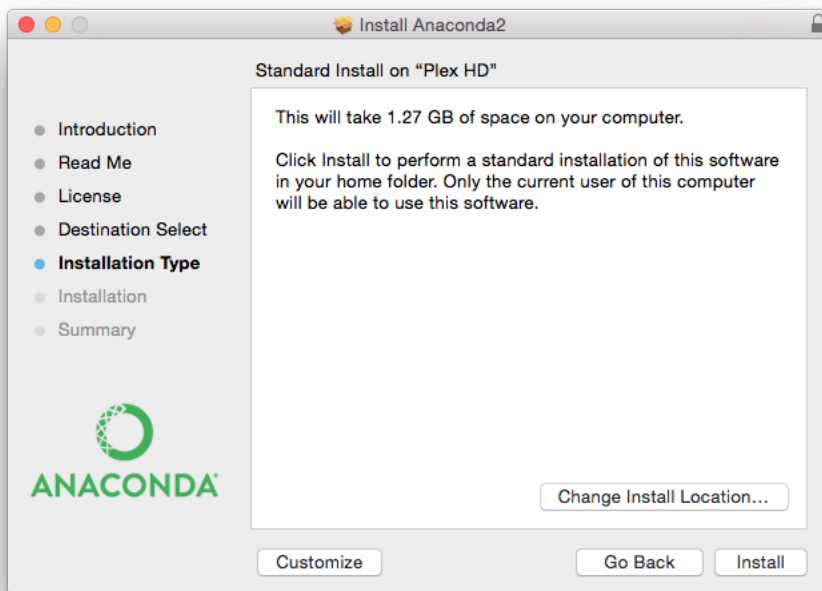 Install Anaconda2
Standard Install on “Plex HD”
Introduction
Read Me
License
Destination Select
Installation Type
Installation
Summary
ANACONDA
This will take 1.27 GB of space on your computer.
Click Install to perform a standard installation of this software
in your home folder. Only the current user of this computer
will be able to use this software.
Change Install Location...
Customize
Go Back
Install